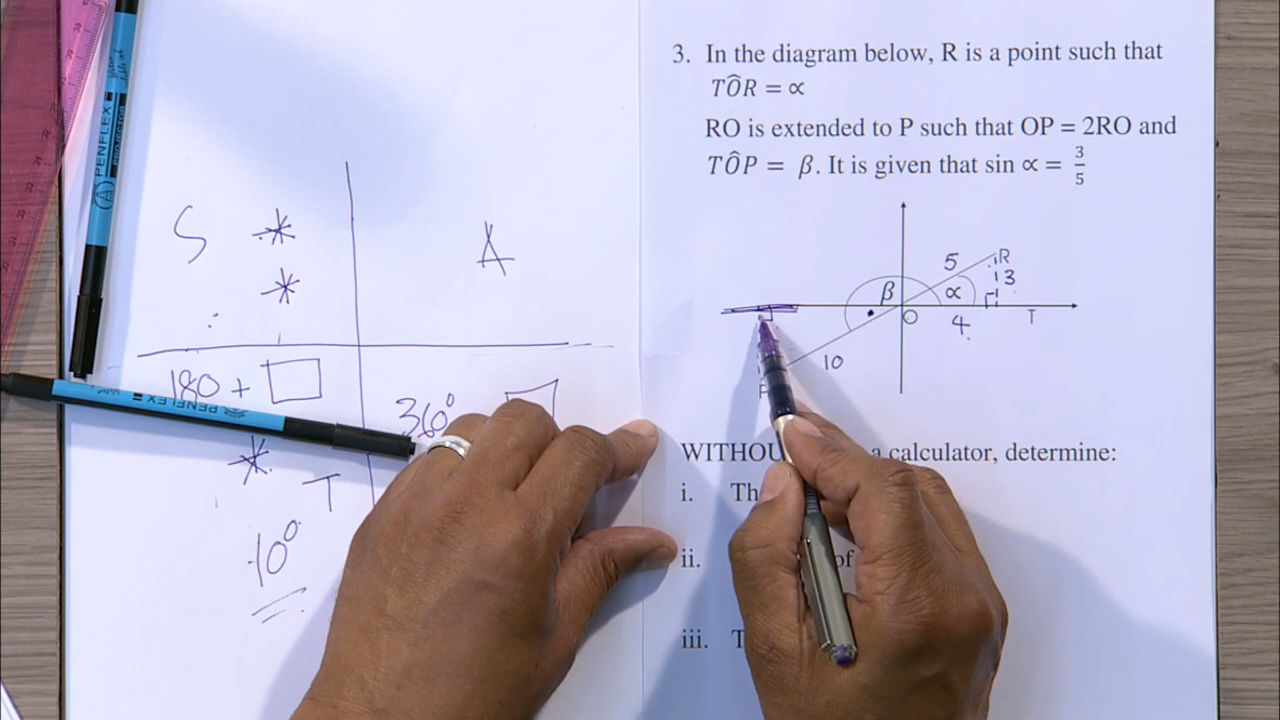 S
A
180 +
360°
T
10°
PENFLEX
PENFLEX
3. In the diagram below, R is a point such that
TÔR = ∝
RO is extended to P such that OP = 2RO and
TÔP = β. It is given that sin ∝ = 3/5
5
R
3
β
∝
O
4
T
10
P
WITHOU a calculator, determine:
i. Th
ii. of
iii. T